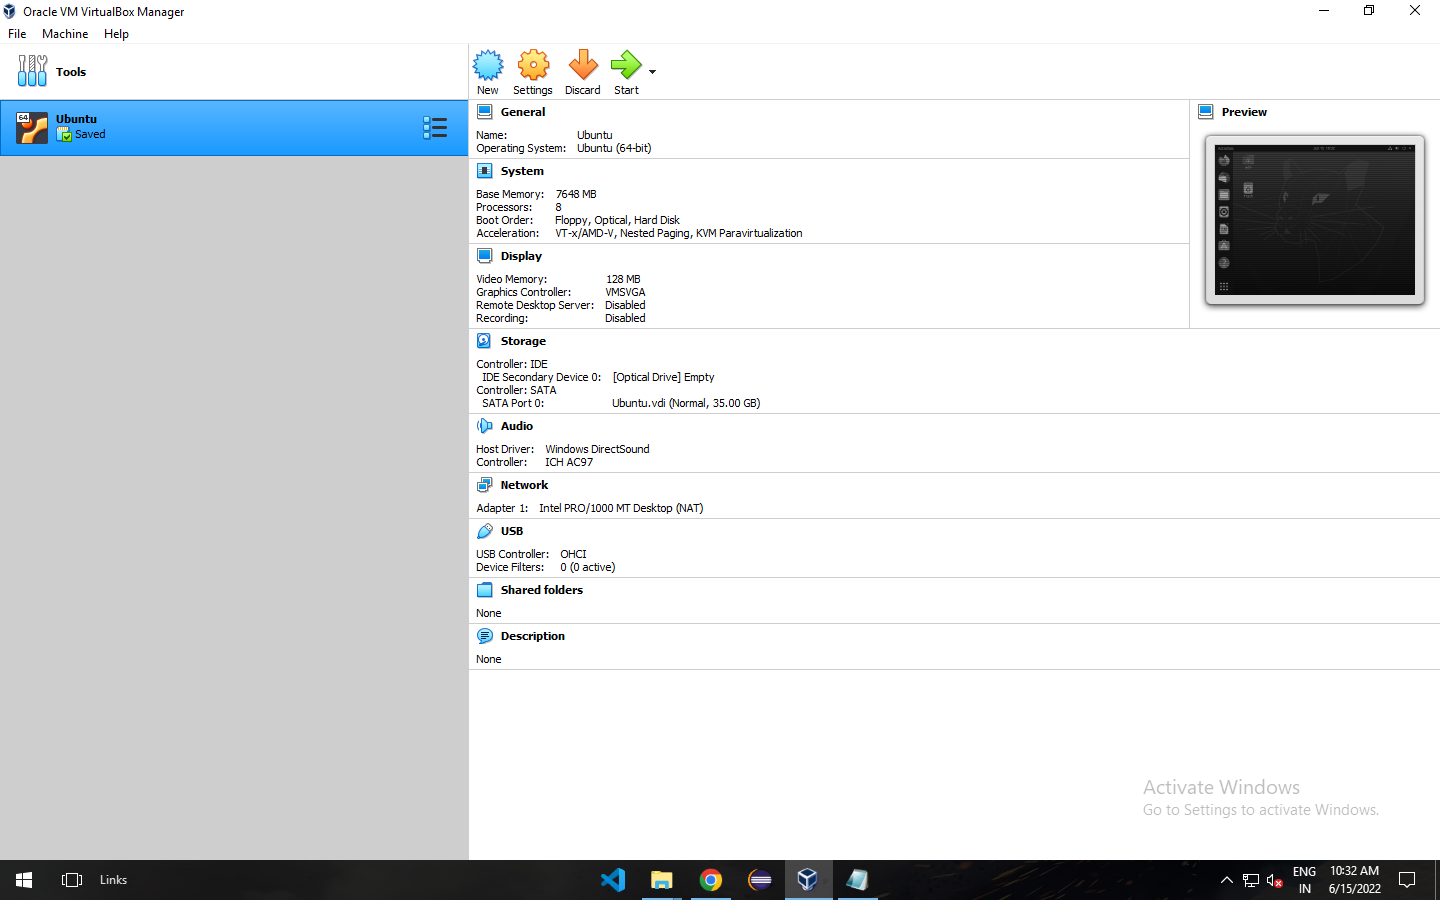 Oracle VM VirtualBox Manager
File Machine Help
Tools
New Settings Discard Start
64
Ubuntu
Saved
General
Name: Ubuntu
Operating System: Ubuntu (64-bit)
Preview
System
Base Memory: 7648 MB
Processors: 8
Boot Order: Floppy, Optical, Hard Disk
Acceleration: VT-x/AMD-V, Nested Paging, KVM Paravirtualization
Display
Video Memory: 128 MB
Graphics Controller: VMSVGA
Remote Desktop Server: Disabled
Recording: Disabled
Storage
Controller: IDE
IDE Secondary Device 0: [Optical Drive] Empty
Controller: SATA
SATA Port 0: Ubuntu.vdi (Normal, 35.00 GB)
Audio
Host Driver: Windows DirectSound
Controller: ICH AC97
Network
Adapter 1: Intel PRO/1000 MT Desktop (NAT)
USB
USB Controller: OHCI
Device Filters: 0 (0 active)
Shared folders
None
Description
None
Activate Windows
Go to Settings to activate Windows.
Links
ENG
IN
10:32 AM
6/15/2022